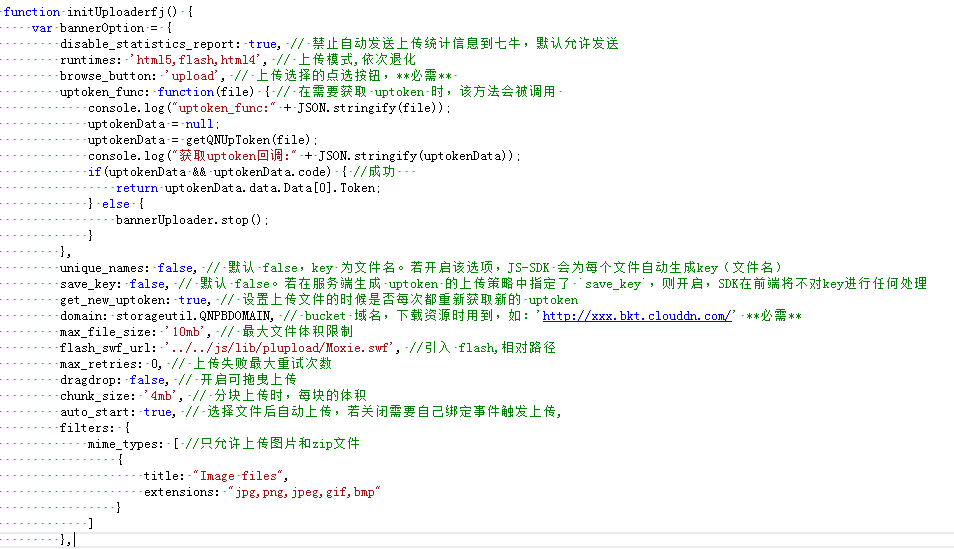 function initUploaderfj() {
var bannerOption = {
disable_statistics_report: true, // 禁止自动发送上传统计信息到七牛，默认允许发送
runtimes: 'html5,flash,html4', // 上传模式,依次退化
browse_button: 'upload', // 上传选择的点选按钮，**必需**
uptoken_func: function(file) { // 在需要获取 uptoken 时，该方法会被调用
console.log("uptoken_func:" + JSON.stringify(file));
uptokenData = null;
uptokenData = getQNUpToken(file);
console.log("获取uptoken回调:" + JSON.stringify(uptokenData));
if(uptokenData && uptokenData.code) { //成功
return uptokenData.data.Data[0].Token;
} else {
bannerUploader.stop();
}
},
unique_names: false, // 默认 false，key 为文件名。若开启该选项，JS-SDK 会为每个文件自动生成key（文件名）
save_key: false, // 默认 false。若在服务端生成 uptoken 的上传策略中指定了 `save_key`，则开启，SDK在前端将不对key进行任何处理
get_new_uptoken: true, // 设置上传文件的时候是否每次都重新获取新的 uptoken
domain: storageutil.QNPBDOMAIN, // bucket 域名，下载资源时用到，如：'http://xxx.bkt.clouddn.com/' **必需**
max_file_size: '10mb', // 最大文件体积限制
flash_swf_url: '../../js/lib/plupload/Moxie.swf', //引入 flash,相对路径
max_retries: 0, // 上传失败最大重试次数
dragdrop: false, // 开启可拖曳上传
chunk_size: '4mb', // 分块上传时，每块的体积
auto_start: true, // 选择文件后自动上传，若关闭需要自己绑定事件触发上传,
filters: {
mime_types: [ //只允许上传图片和zip文件
{
title: "Image files",
extensions: "jpg,png,jpeg,gif,bmp"
}
]
},